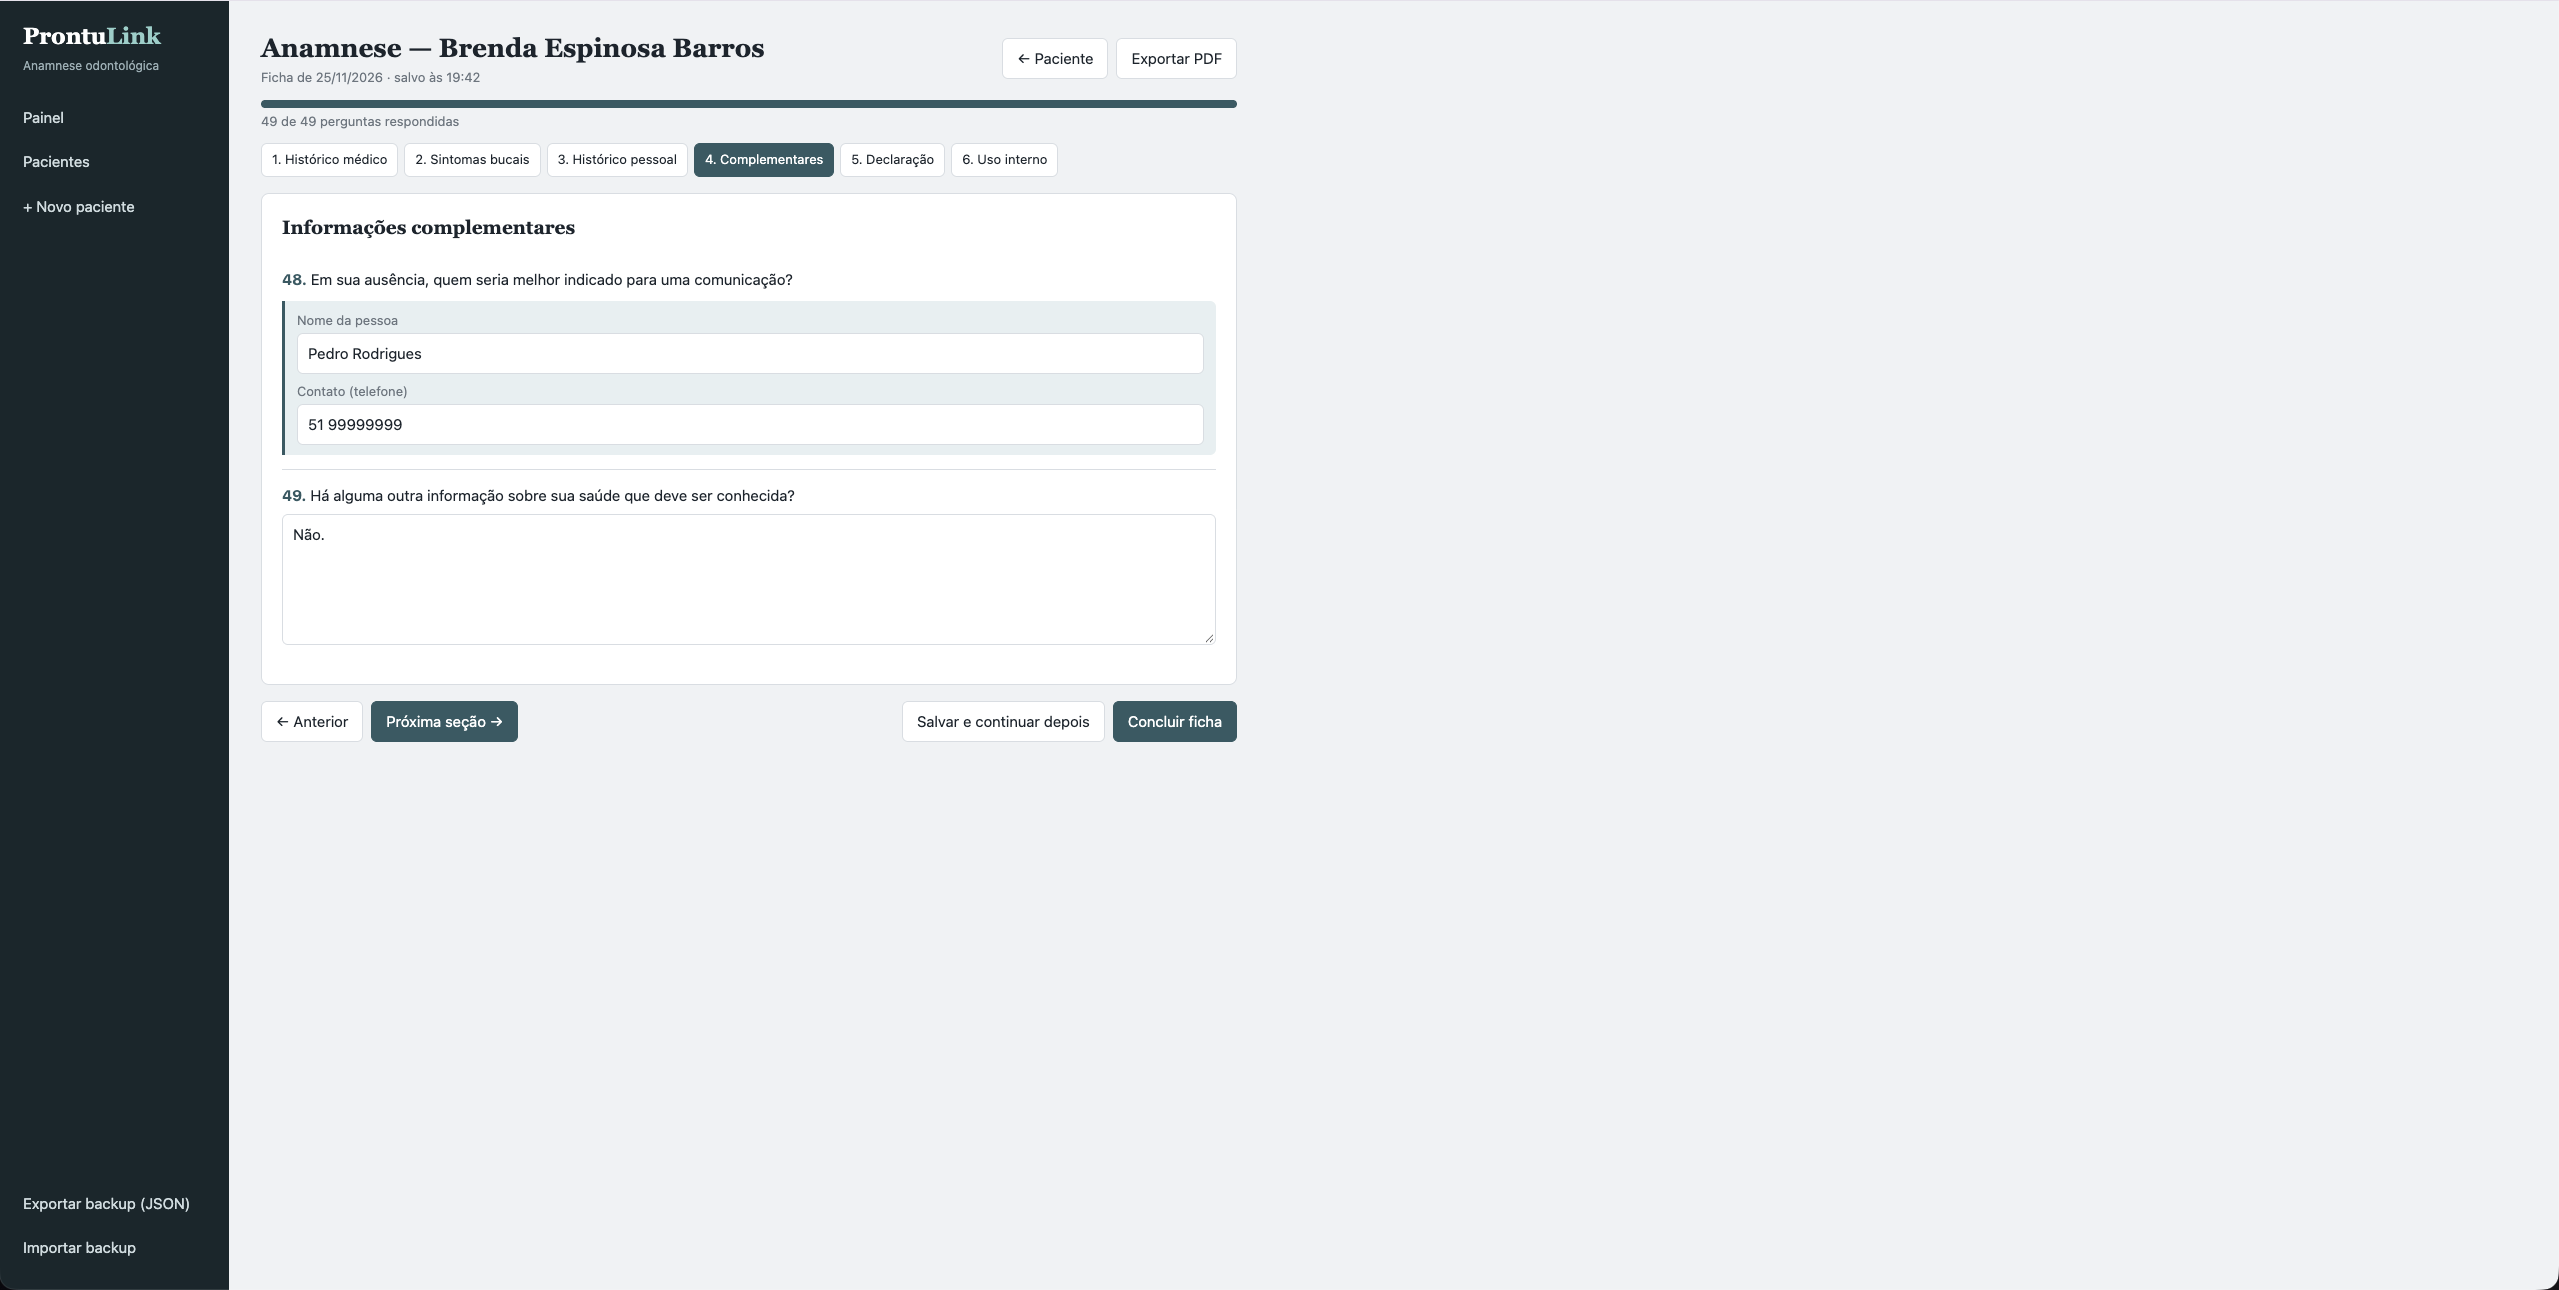 ProntuLink
Anamnese odontológica
Painel
Pacientes
+ Novo paciente
Exportar backup (JSON)
Importar backup
Anamnese — Brenda Espinosa Barros
Ficha de 25/11/2026 · salvo às 19:42
← Paciente
Exportar PDF
49 de 49 perguntas respondidas
1. Histórico médico
2. Sintomas bucais
3. Histórico pessoal
4. Complementares
5. Declaração
6. Uso interno
Informações complementares
48. Em sua ausência, quem seria melhor indicado para uma comunicação?
Nome da pessoa
Pedro Rodrigues
Contato (telefone)
51 99999999
49. Há alguma outra informação sobre sua saúde que deve ser conhecida?
Não.
← Anterior
Próxima seção →
Salvar e continuar depois
Concluir ficha